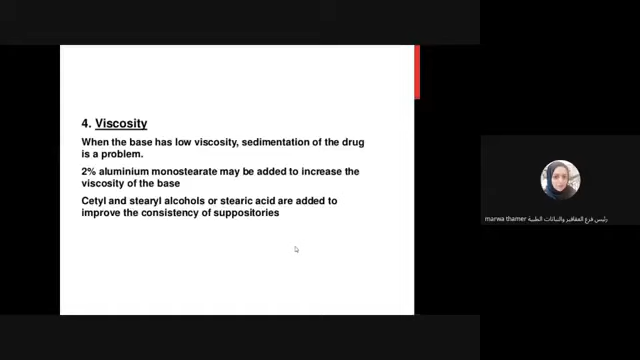 4. Viscosity
When the base has low viscosity, sedimentation of the drug
is a problem.
2% aluminium monostearate may be added to increase the
viscosity of the base
Cetyl and stearyl alcohols or stearic acid are added to
improve the consistency of suppositories
marwa thamer رئيس فرع العقاقير والنباتات الطبية